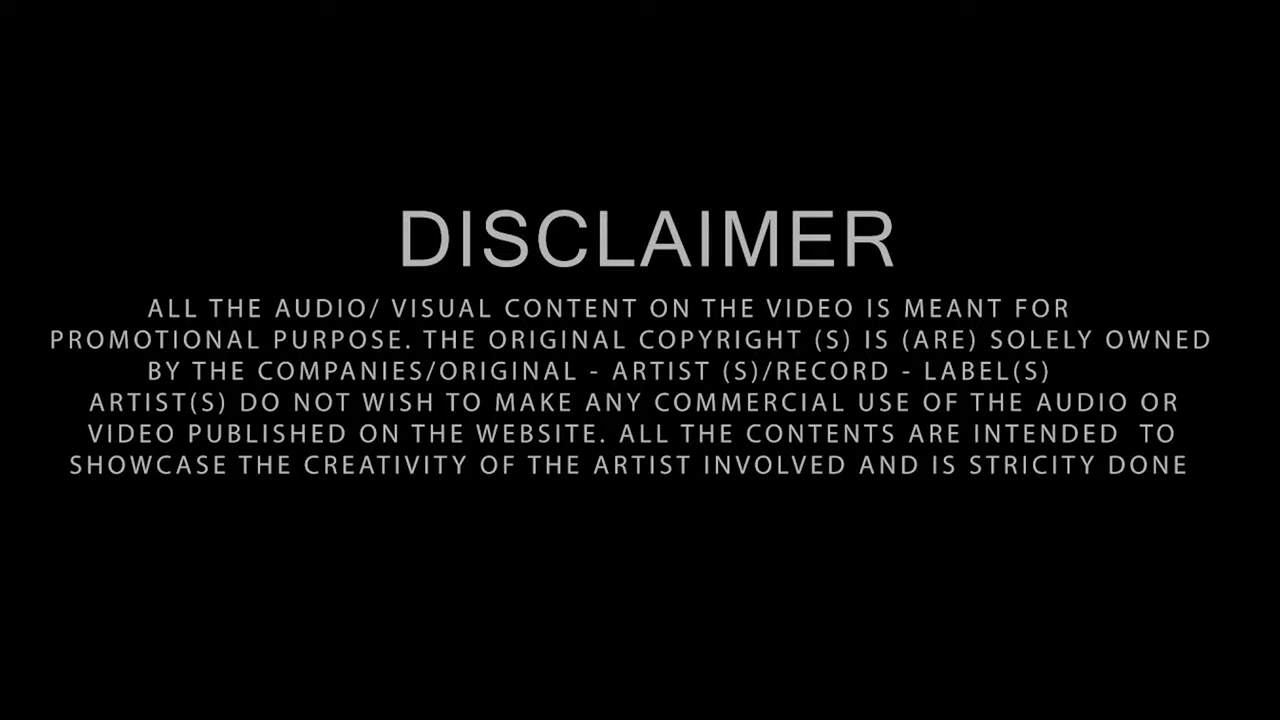 DISCLAIMER
ALL THE AUDIO/ VISUAL CONTENT ON THE VIDEO IS MEANT FOR
PROMOTIONAL PURPOSE. THE ORIGINAL COPYRIGHT (S) IS (ARE) SOLELY OWNED
BY THE COMPANIES/ORIGINAL - ARTIST (S)/RECORD - LABEL(S)
ARTIST(S) DO NOT WISH TO MAKE ANY COMMERCIAL USE OF THE AUDIO OR
VIDEO PUBLISHED ON THE WEBSITE. ALL THE CONTENTS ARE INTENDED  TO
SHOWCASE THE CREATIVITY OF THE ARTIST INVOLVED AND IS STRICITY DONE